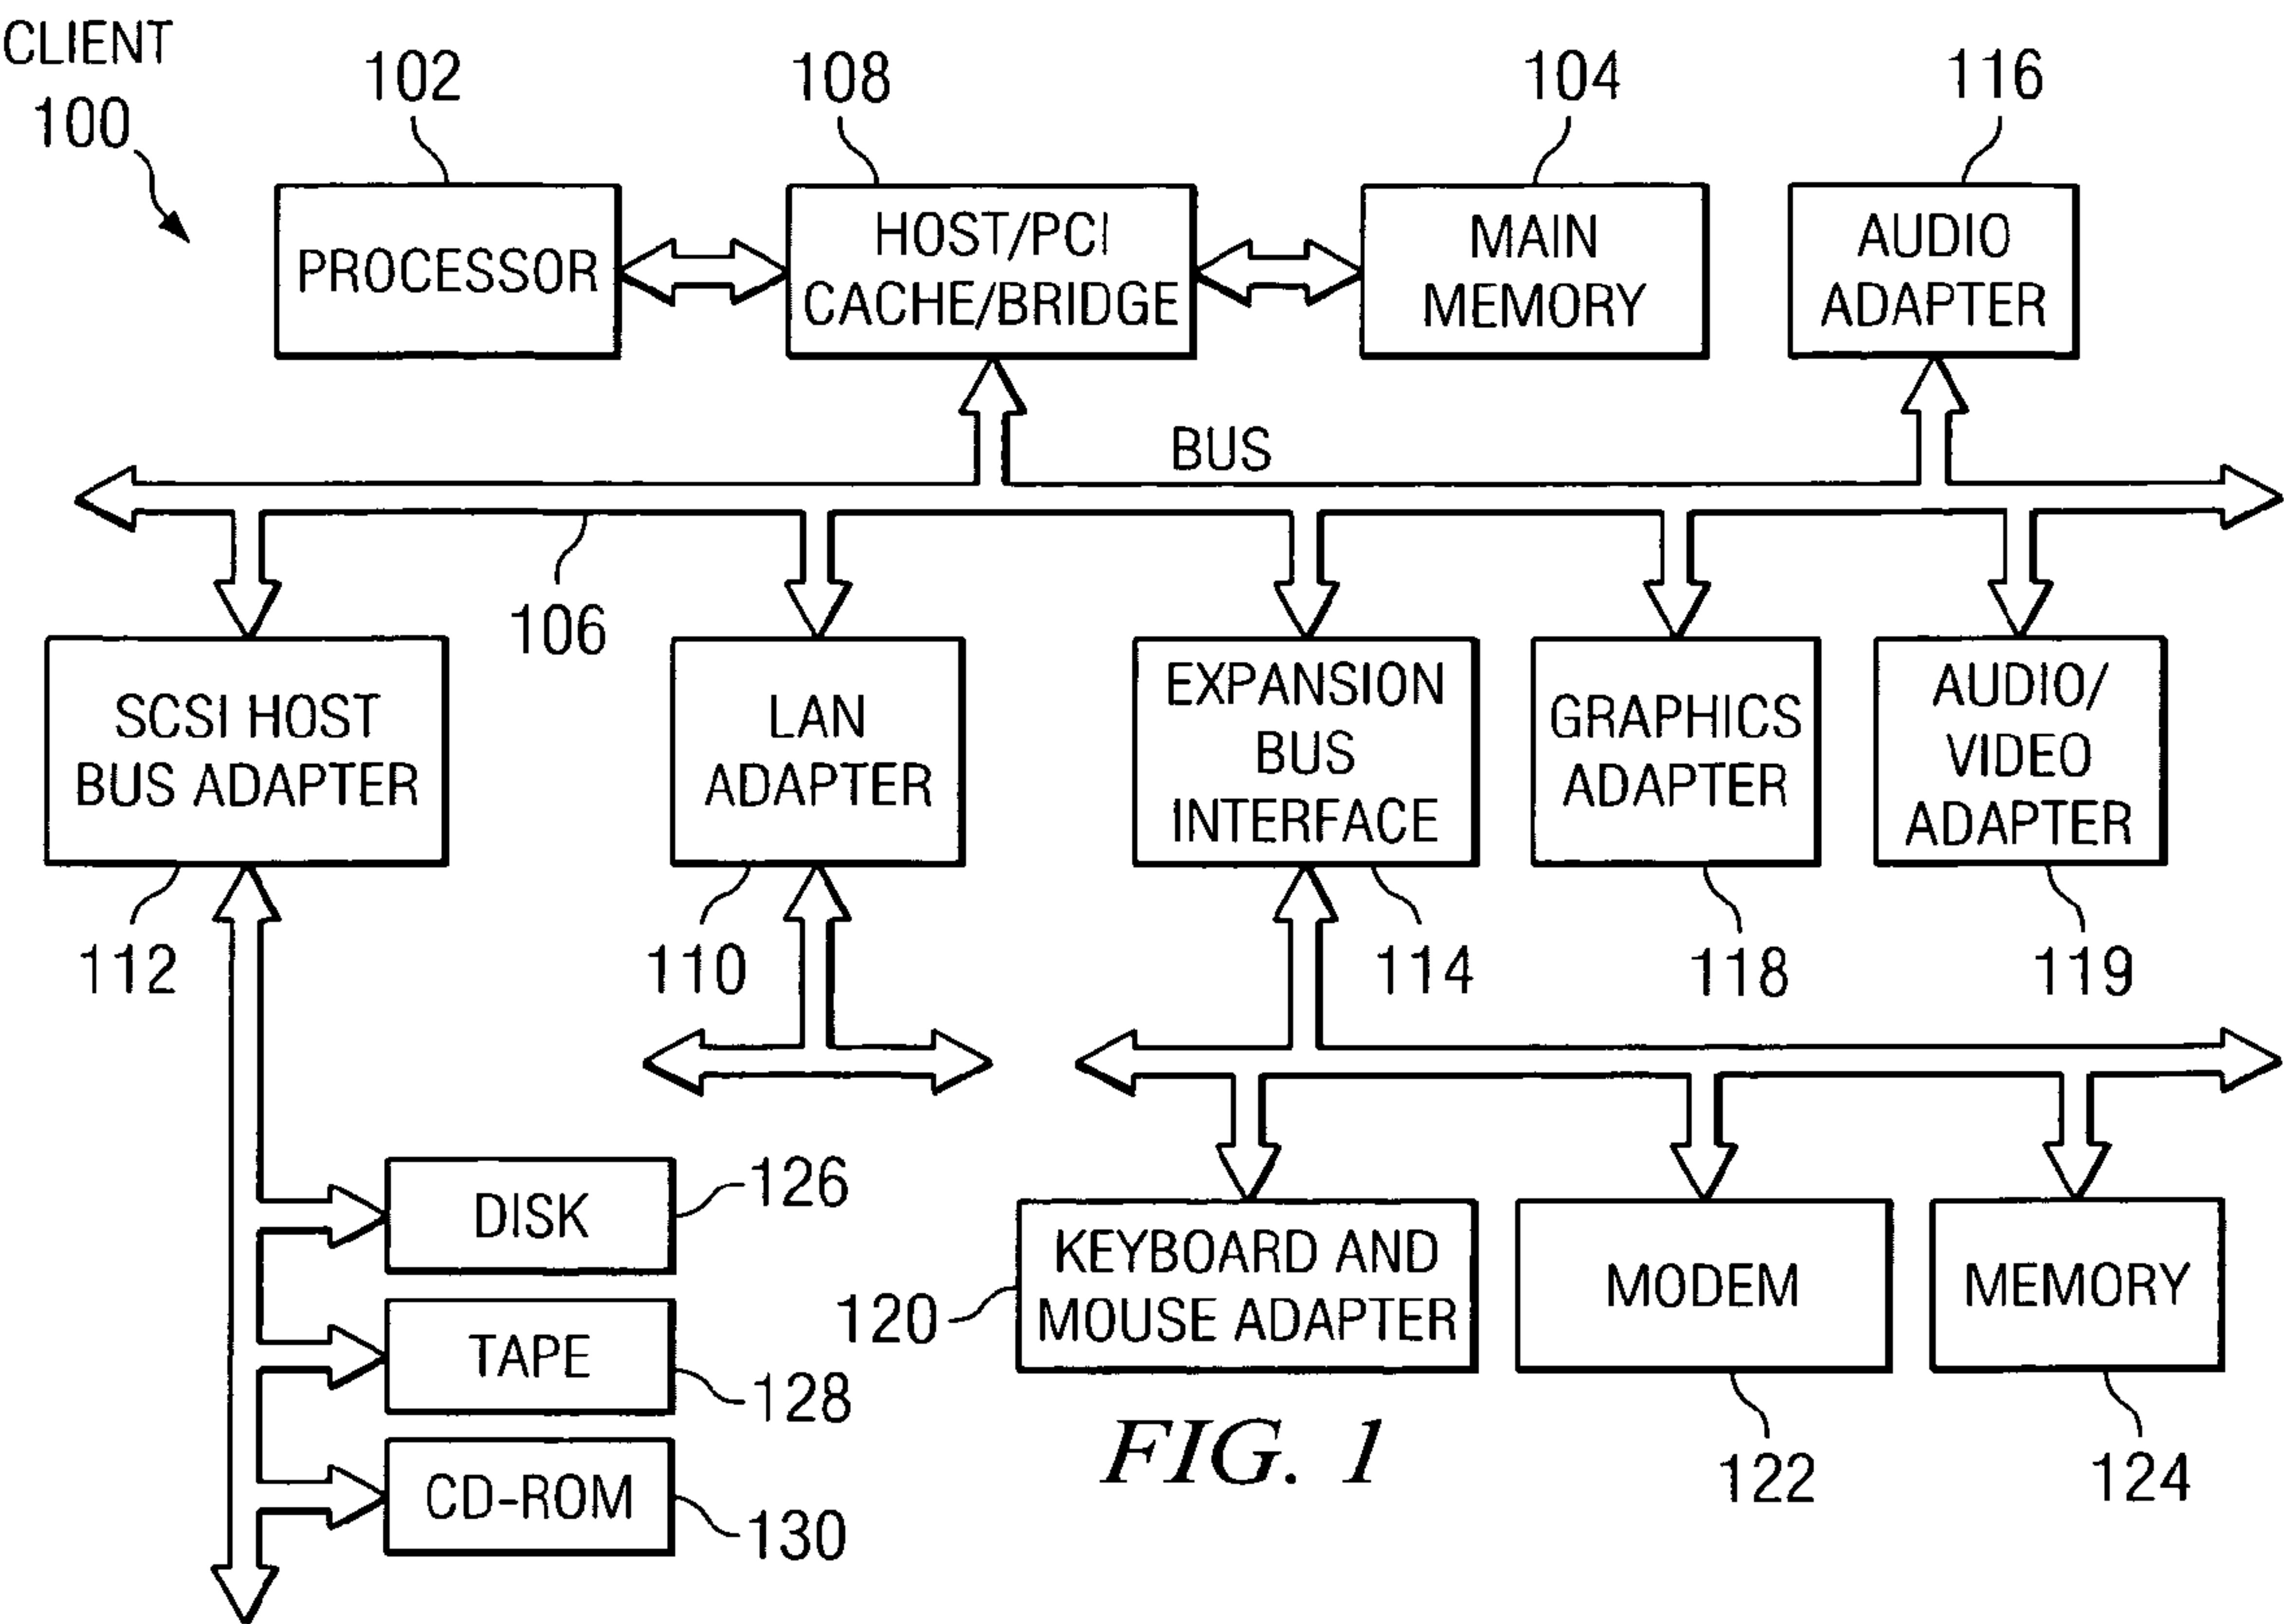 CLIENT
100
102
108
104
116
PROCESSOR
HOST/PCI
CACHE/BRIDGE
MAIN
MEMORY
AUDIO
ADAPTER
BUS
106
SCSI HOST
BUS ADAPTER
LAN
ADAPTER
EXPANSION
BUS
INTERFACE
GRAPHICS
ADAPTER
AUDIO/
VIDEO
ADAPTER
112
110
114
118
119
DISK
126
TAPE
128
CD-ROM
130
120
KEYBOARD AND
MOUSE ADAPTER
MODEM
MEMORY
122
124
FIG. 1